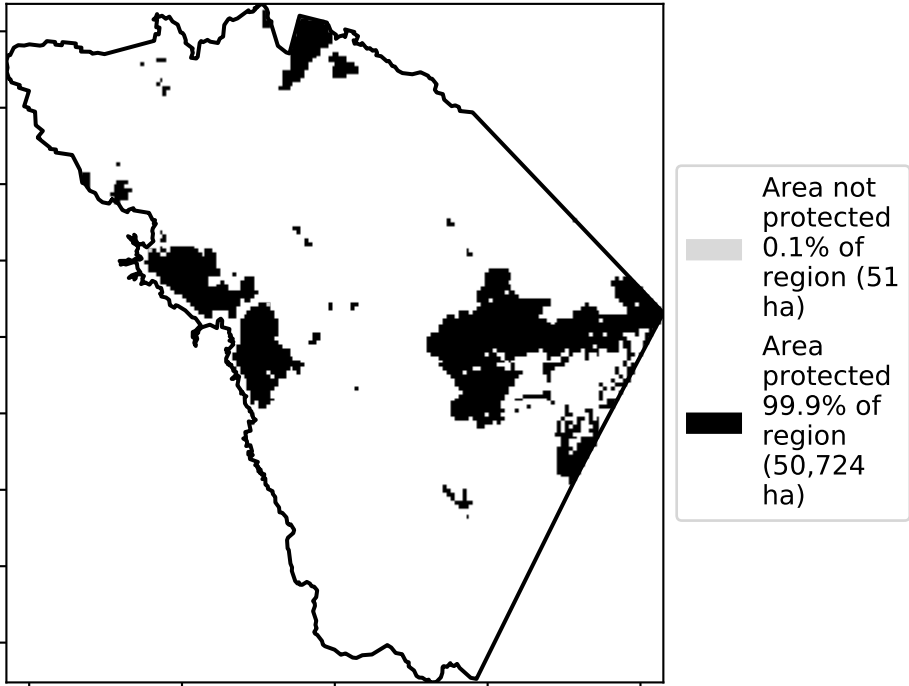 Area not
protected
0.1% of
region (51
ha)
Area
protected
99.9% of
region
(50,724
ha)